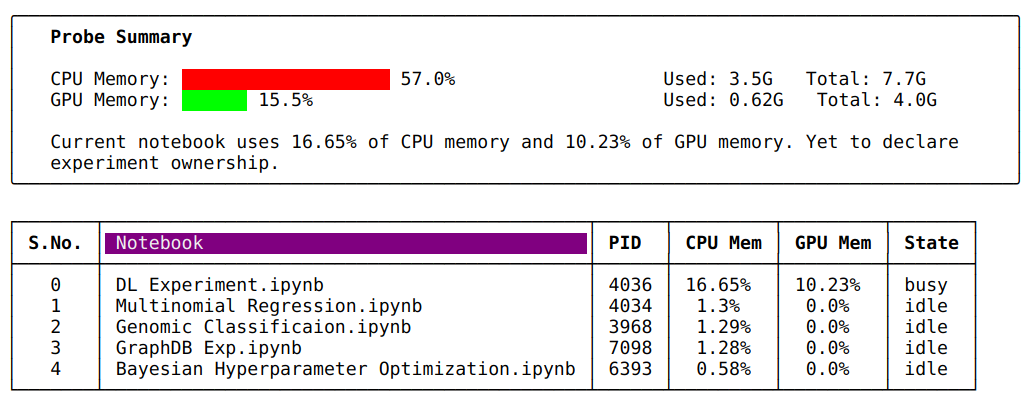 Probe Summary
CPU Memory: 57.0% Used: 3.5G Total: 7.7G
GPU Memory: 15.5% Used: 0.62G Total: 4.0G
Current notebook uses 16.65% of CPU memory and 10.23% of GPU memory. Yet to declare
experiment ownership.
S.No. Notebook PID CPU Mem GPU Mem State
0 DL Experiment.ipynb 4036 16.65% 10.23% busy
1 Multinomial Regression.ipynb 4034 1.3% 0.0% idle
2 Genomic Classificaion.ipynb 3968 1.29% 0.0% idle
3 GraphDB Exp.ipynb 7098 1.28% 0.0% idle
4 Bayesian Hyperparameter Optimization.ipynb 6393 0.58% 0.0% idle